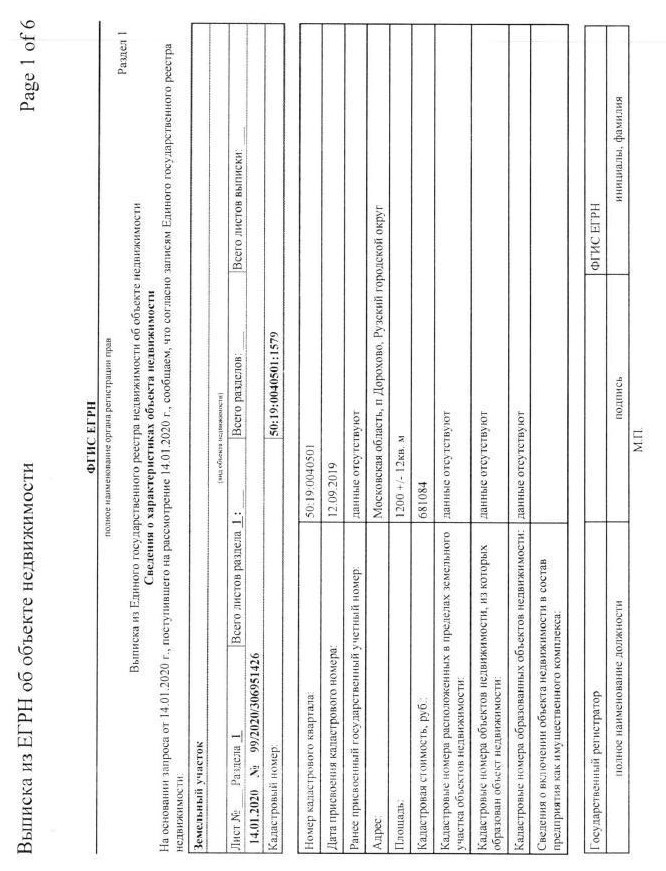 Выписка из ЕГРН об объекте недвижимости
Page 1 of 6
ФГИС ЕГРН
полное наименование органа регистрации прав
Раздел 1
Выписка из Единого государственного реестра недвижимости об объекте недвижимости
Сведения о характеристиках объекта недвижимости
На основании запроса от 14.01.2020 г., поступившего на рассмотрение 14.01.2020 г., сообщаем, что согласно записям Единого государственного реестра
недвижимости:
Земельный участок
(вид объекта недвижимости)
Лист № ___ Раздела 1 Всего листов раздела 1 : ___ Всего разделов: ___ Всего листов выписки: ___
14.01.2020 № 99/2020/306951426
Кадастровый номер: 50:19:0040501:1579
Номер кадастрового квартала: 50:19:0040501
Дата присвоения кадастрового номера: 12.09.2019
Ранее присвоенный государственный учетный номер: данные отсутствуют
Адрес: Московская область, п Дорохово, Рузский городской округ
Площадь: 1200 +/- 12кв. м
Кадастровая стоимость, руб.: 681084
Кадастровые номера расположенных в пределах земельного
участка объектов недвижимости: данные отсутствуют
Кадастровые номера объектов недвижимости, из которых
образован объект недвижимости: данные отсутствуют
Кадастровые номера образованных объектов недвижимости: данные отсутствуют
Сведения о включении объекта недвижимости в состав
предприятия как имущественного комплекса:
Государственный регистратор ФГИС ЕГРН
полное наименование должности подпись инициалы, фамилия
М.П.